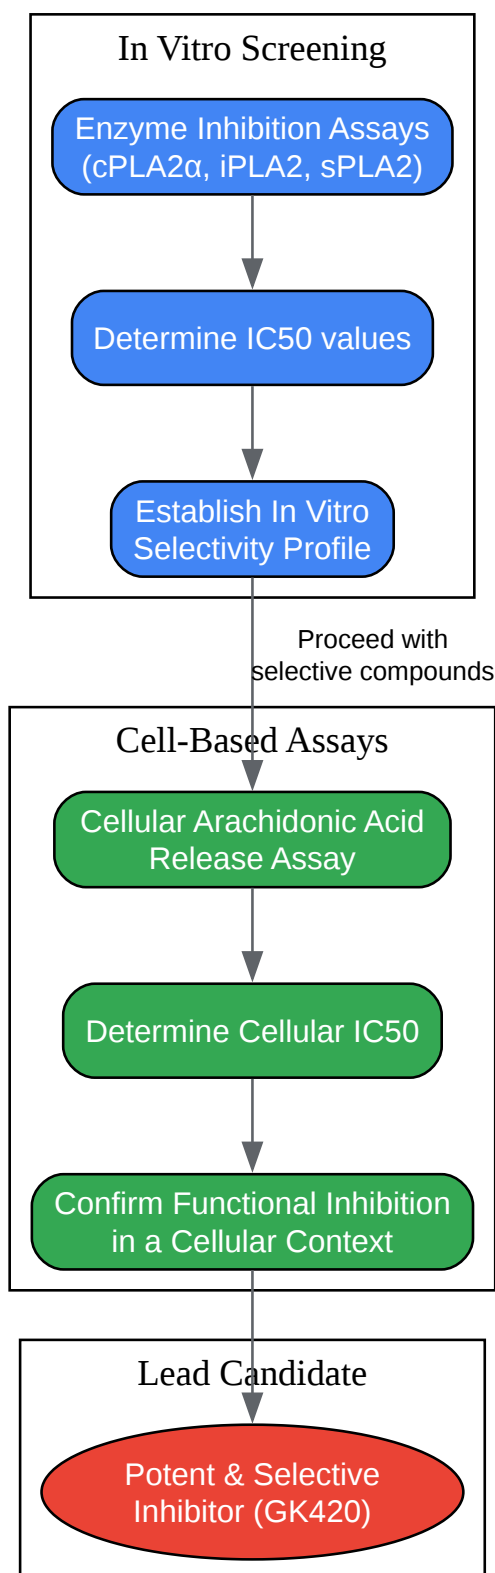 In Vitro Screening
Enzyme Inhibition Assays
(cPLA2α, iPLA2, sPLA2)
Determine IC50 values
Establish In Vitro
Selectivity Profile
Proceed with
selective compounds
Cell-Based Assays
Cellular Arachidonic Acid
Release Assay
Determine Cellular IC50
Confirm Functional Inhibition
in a Cellular Context
Lead Candidate
Potent & Selective
Inhibitor (GK420)